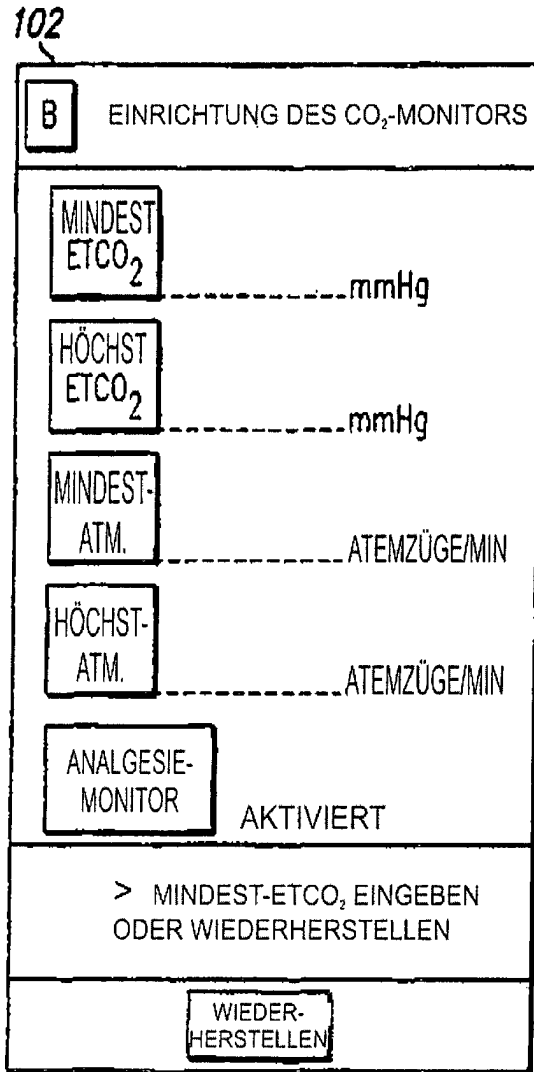 102
B EINRICHTUNG DES CO₂-MONITORS
MINDEST
ETCO₂
mmHg
HÖCHST
ETCO₂
mmHg
MINDEST-
ATM.
ATEMZÜGE/MIN
HÖCHST-
ATM.
ATEMZÜGE/MIN
ANALGESIE-
MONITOR
AKTIVIERT
> MINDEST-ETCO₂ EINGEBEN
ODER WIEDERHERSTELLEN
WIEDER-
HERSTELLEN